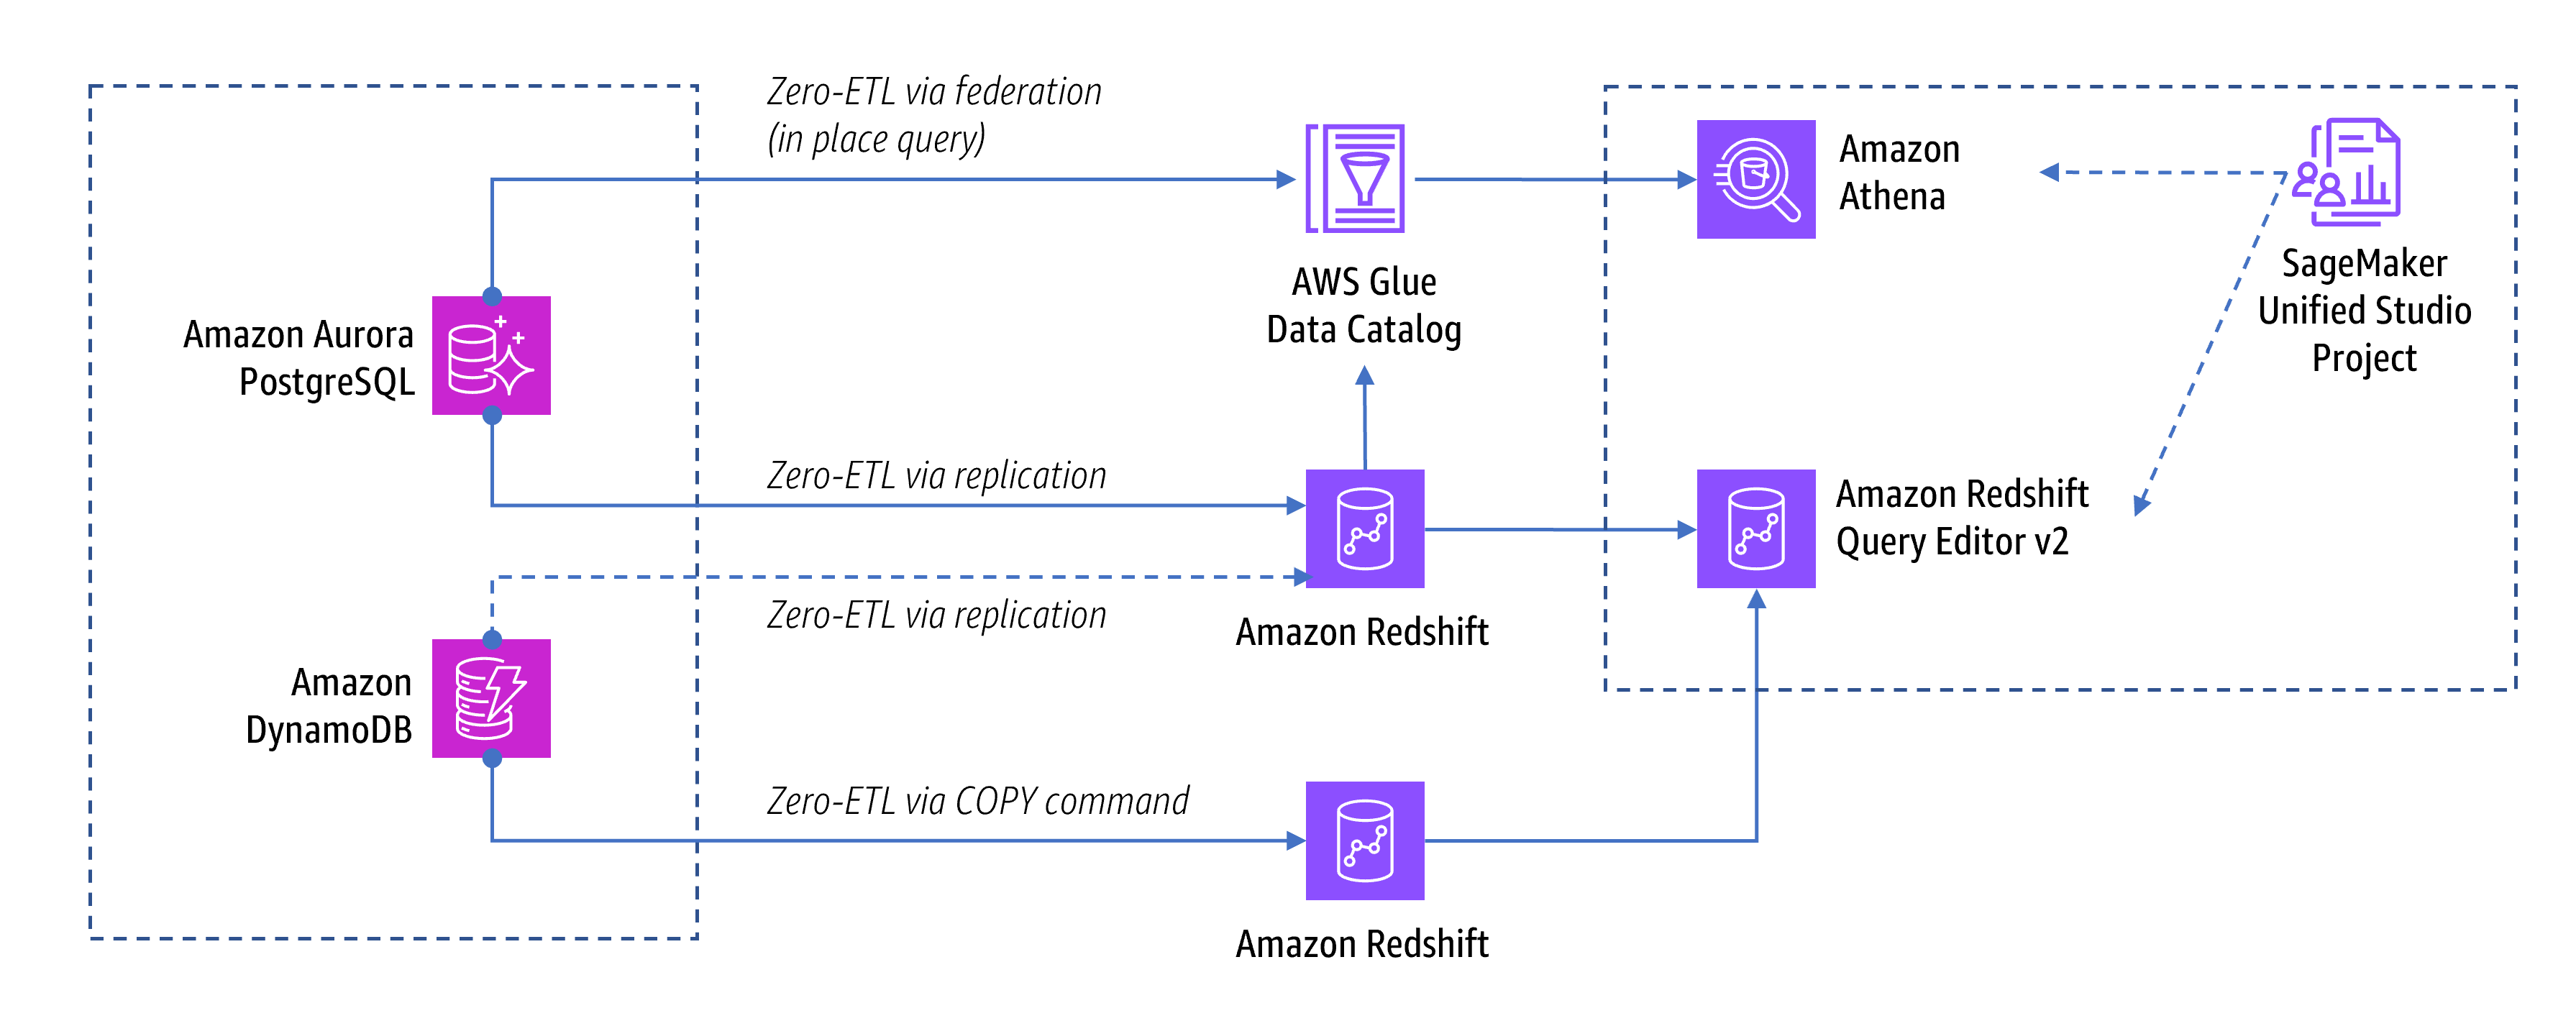 Zero-ETL via federation
(in place query)
Amazon
Athena
SageMaker
Unified Studio
Project
AWS Glue
Data Catalog
Amazon Aurora
PostgreSQL
Zero-ETL via replication
Amazon Redshift
Query Editor v2
Zero-ETL via replication
Amazon Redshift
Amazon
DynamoDB
Zero-ETL via COPY command
Amazon Redshift